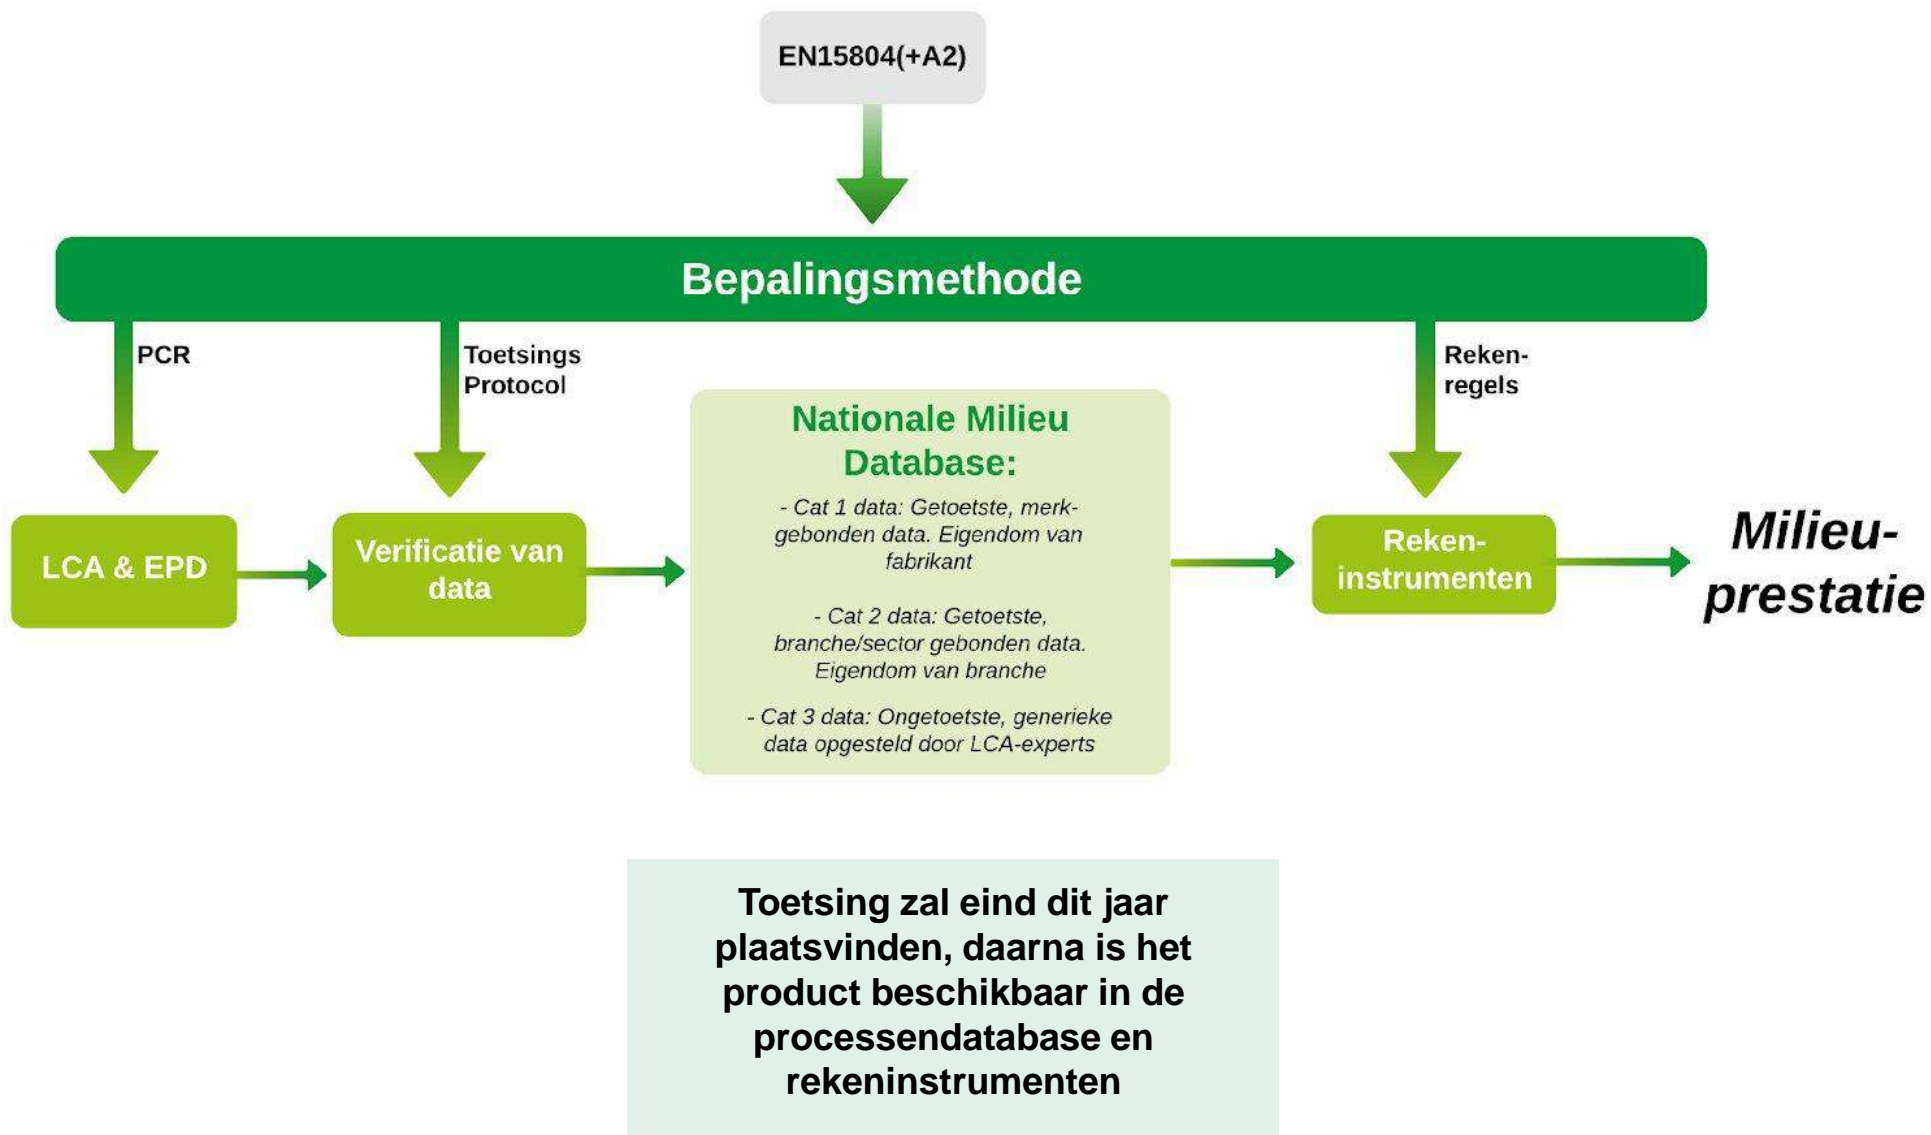 EN15804(+A2)
Bepalingsmethode
PCR
Toetsings
Protocol
Reken-
regels
LCA & EPD
Verificatie van
data
Nationale Milieu
Database:
- Cat 1 data: Getoetste, merk-
gebonden data. Eigendom van
fabrikant
- Cat 2 data: Getoetste,
branche/sector gebonden data.
Eigendom van branche
- Cat 3 data: Ongetoetste, generieke
data opgesteld door LCA-experts
Reken-
instrumenten
Milieu-
prestatie
Toetsing zal eind dit jaar
plaatsvinden, daarna is het
product beschikbaar in de
processendatabase en
rekeninstrumenten